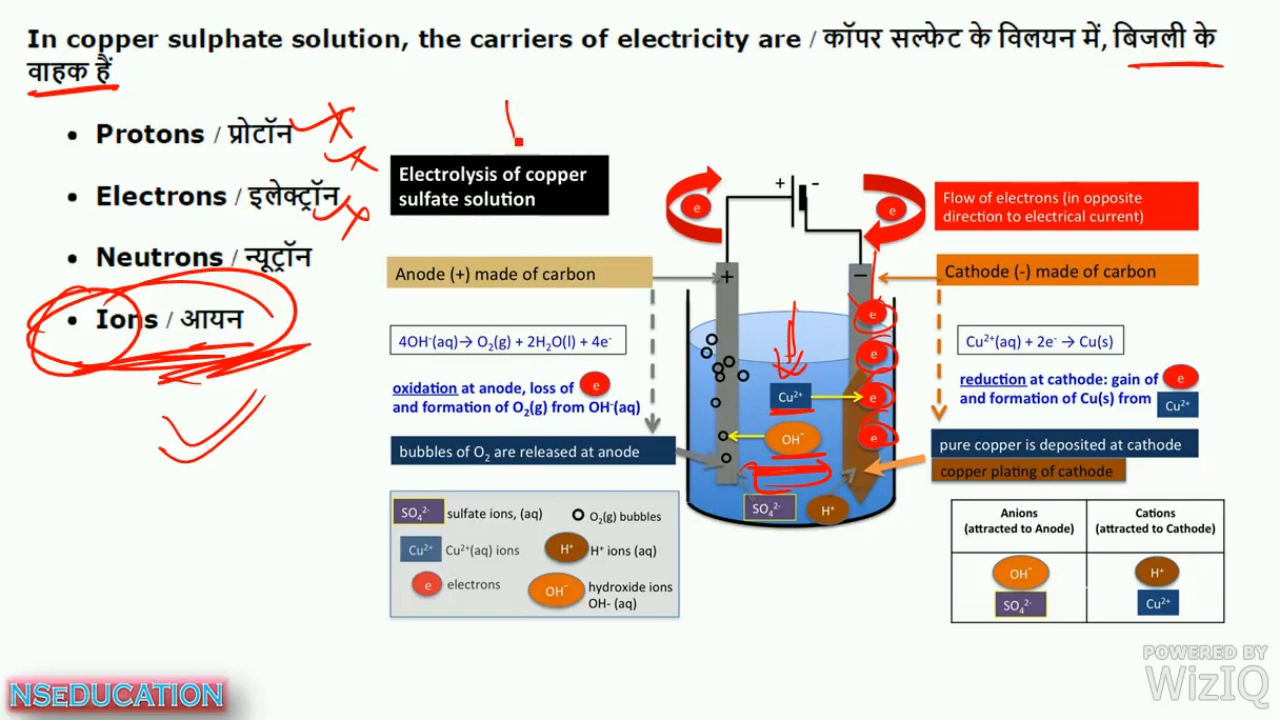 In copper sulphate solution, the carriers of electricity are / कॉपर सल्फेट के विलयन में, बिजली के
वाहक हैं
• Protons / प्रोटॉन
• Electrons / इलेक्ट्रॉन
• Neutrons / न्यूट्रॉन
• Ions / आयन
Electrolysis of copper
sulfate solution
+ -
e
e
Flow of electrons (in opposite
direction to electrical current)
Anode (+) made of carbon
+
−
Cathode (-) made of carbon
4OH⁻(aq)→ O₂(g) + 2H₂O(l) + 4e⁻
oxidation at anode, loss of e
and formation of O₂(g) from OH⁻(aq)
bubbles of O₂ are released at anode
e
e
e
e
Cu²⁺
OH⁻
SO₄²⁻
H⁺
Cu²⁺(aq) + 2e⁻ → Cu(s)
reduction at cathode: gain of e
and formation of Cu(s) from Cu²⁺
pure copper is deposited at cathode
copper plating of cathode
SO₄²⁻ sulfate ions, (aq)
O₂(g) bubbles
Cu²⁺ Cu²⁺(aq) ions
H⁺ H⁺ ions (aq)
e electrons
OH⁻ hydroxide ions
OH- (aq)
Anions Cations
(attracted to Anode) (attracted to Cathode)
OH⁻ H⁺
SO₄²⁻ Cu²⁺
NSEDUCATION
POWERED BY
WizIQ